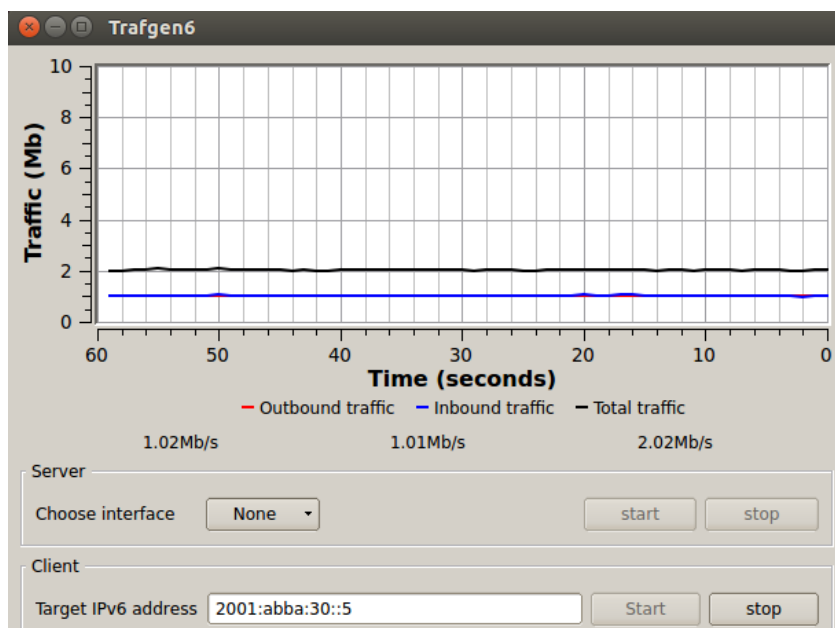 Trafgen6
10
8
6
4
2
0
Traffic (Mb)
60 50 40 30 20 10 0
Time (seconds)
Outbound traffic Inbound traffic Total traffic
1.02Mb/s 1.01Mb/s 2.02Mb/s
Server
Choose interface None start stop
Client
Target IPv6 address 2001:abba:30::5 Start stop